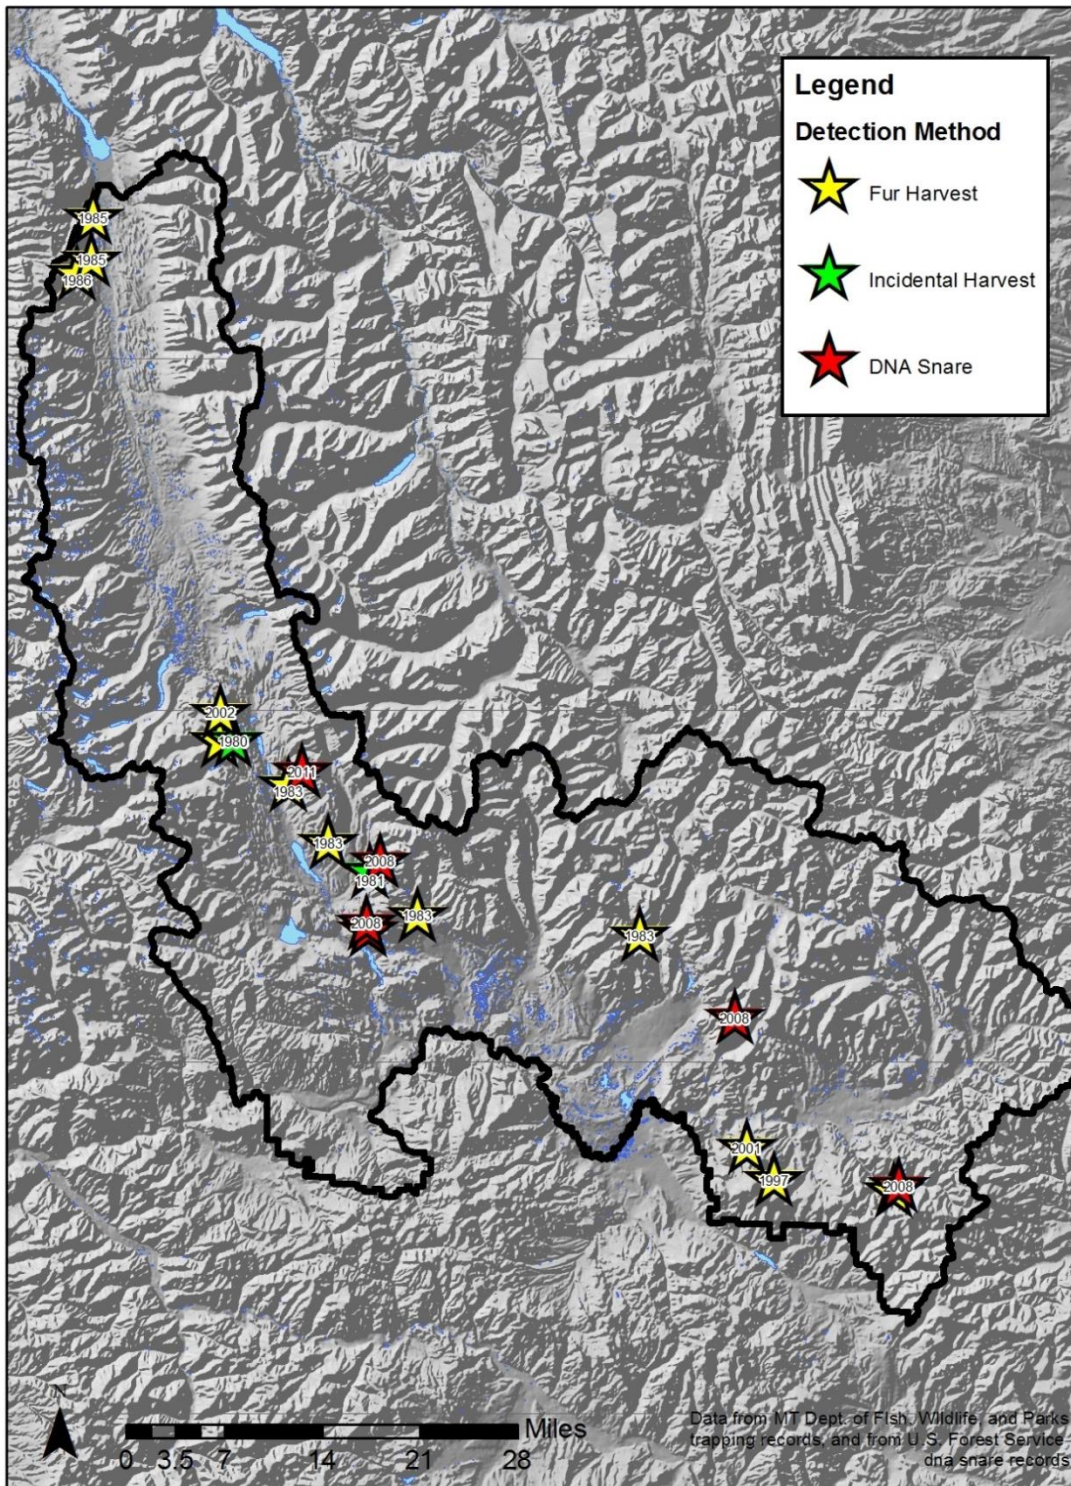 Legend
Detection Method
Fur Harvest
Incidental Harvest
DNA Snare
1985
1985
1986
2002
1980
2011
1983
1983
2008
1981
1983
2008
1983
2008
2001
1997
2008
N
Miles
0 3.5 7 14 21 28
Data from MT Dept. of Fish, Wildlife, and Parks
trapping records, and from U.S. Forest Service
dna snare records